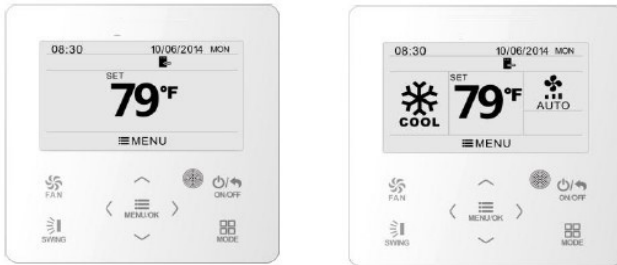 08:30 10/06/2014 MON
SET
79°F
MENU
FAN
ON/OFF
MENU/OK
SWING
MODE
08:30 10/06/2014 MON
SET
79°F
COOL
AUTO
MENU
FAN
ON/OFF
MENU/OK
SWING
MODE